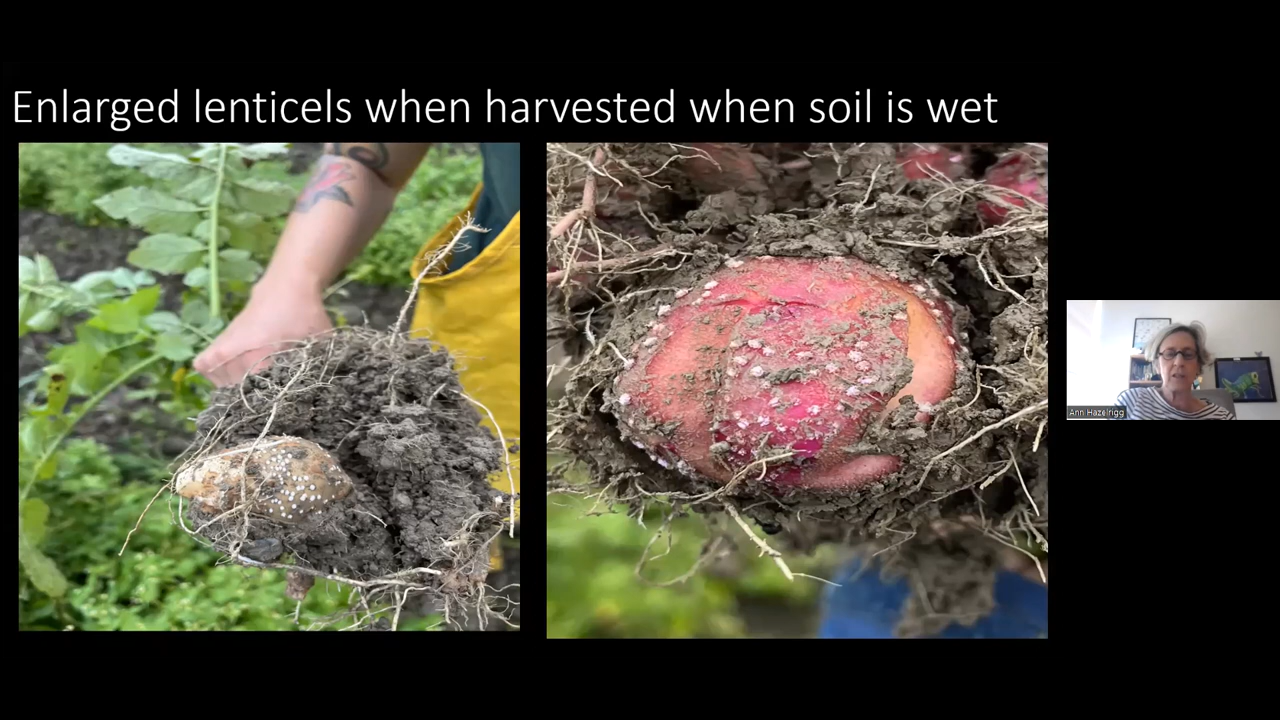 Enlarged lenticels when harvested when soil is wet
Ann Hazelrigg